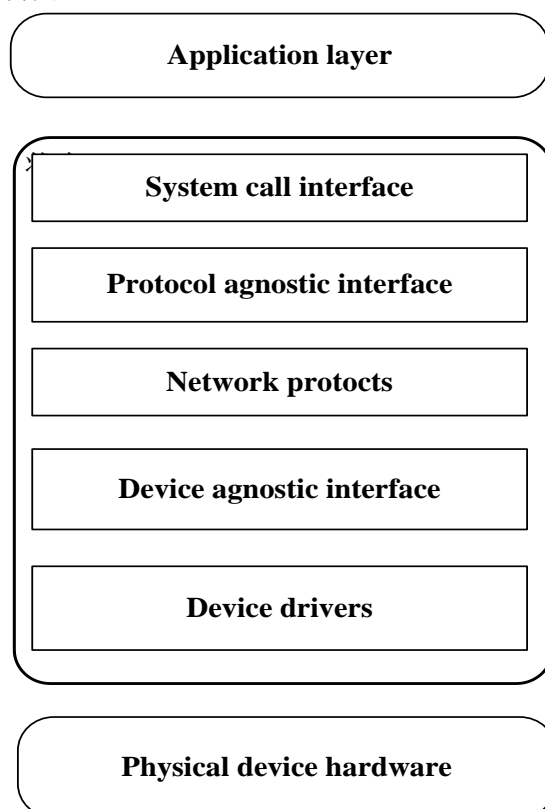 Application layer
System call interface
Protocol agnostic interface
Network protocts
Device agnostic interface
Device drivers
Physical device hardware